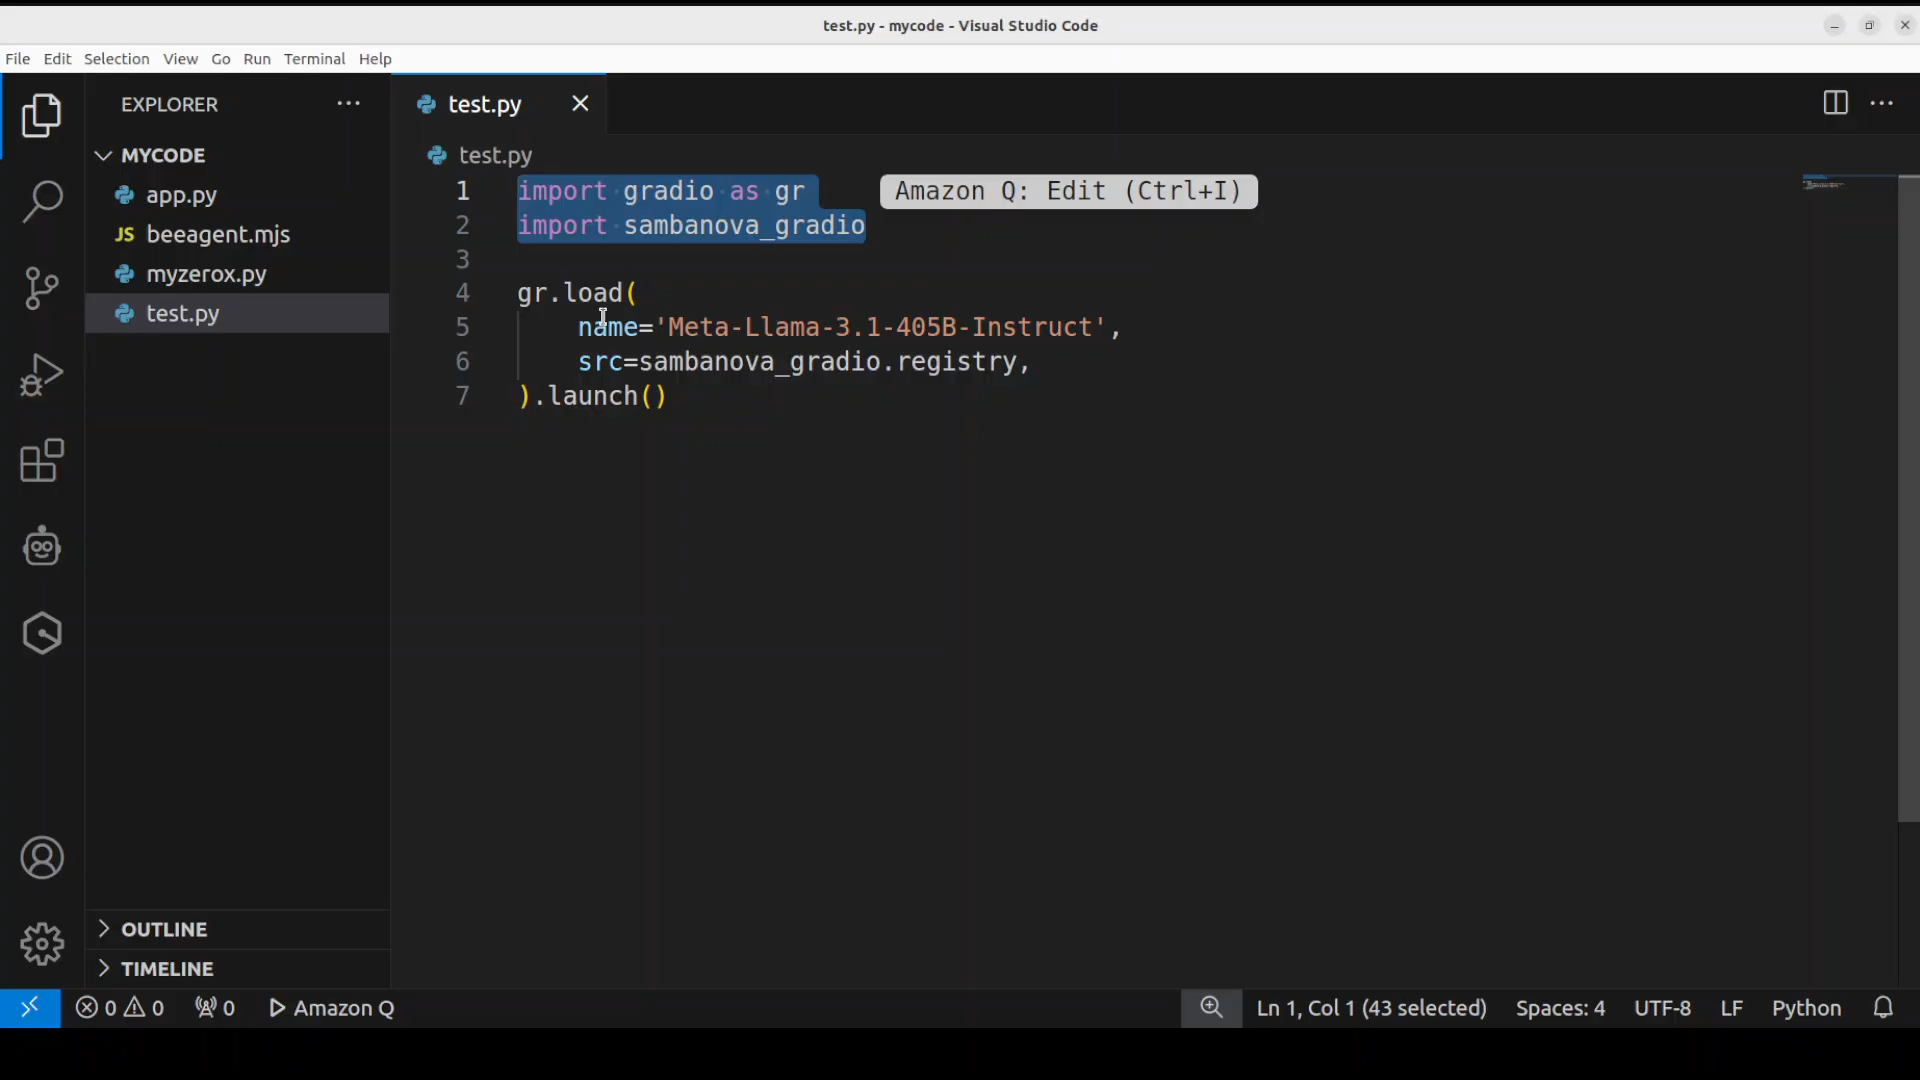 test.py - mycode - Visual Studio Code
File Edit Selection View Go Run Terminal Help
EXPLORER
MYCODE
app.py
JS beeagent.mjs
myzerox.py
test.py
OUTLINE
TIMELINE
test.py
test.py
1 import gradio as gr
Amazon Q: Edit (Ctrl+I)
2 import sambanova_gradio
3
4 gr.load(
5 name='Meta-Llama-3.1-405B-Instruct',
6 src=sambanova_gradio.registry,
7 ).launch()
0 0 0 Amazon Q
Ln 1, Col 1 (43 selected) Spaces: 4 UTF-8 LF Python